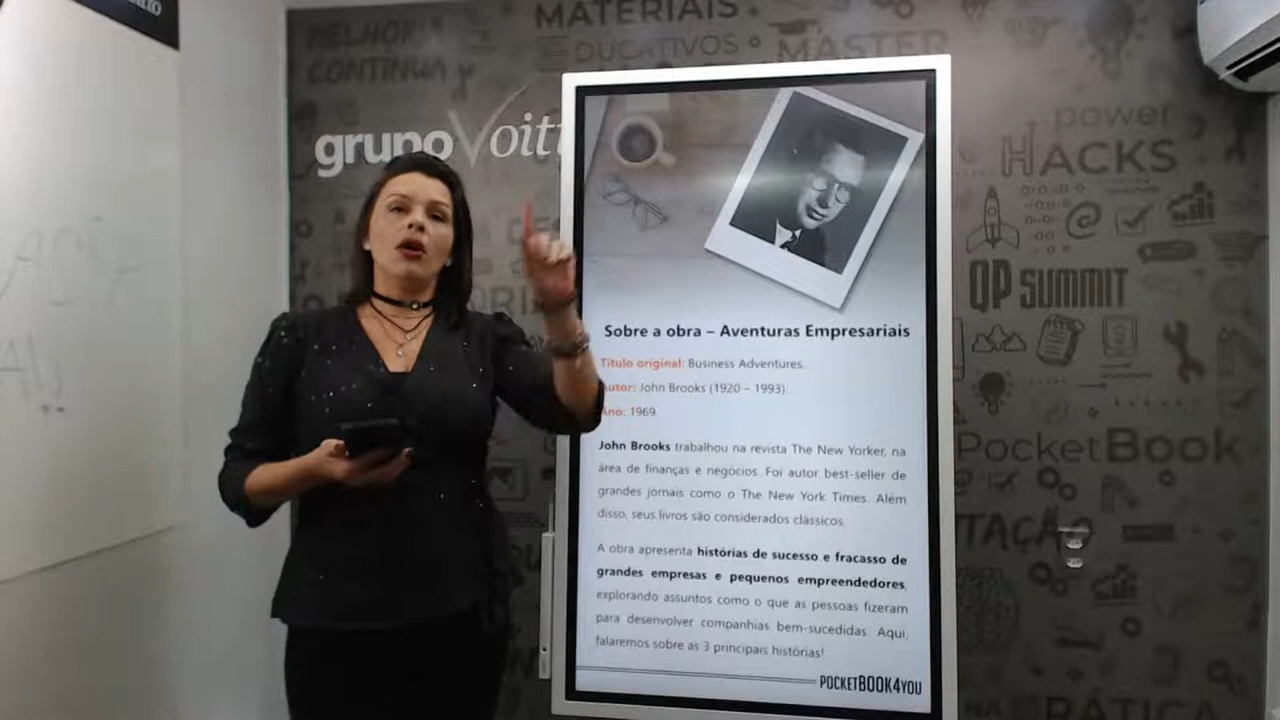 MATERIAIS
EDUCATIVOS
MASTER
MELHORIA
CONTINUA
grupo Voitt
power
HACKS
QP SUMMIT
PocketBook
Sobre a obra – Aventuras Empresariais
Título original: Business Adventures.
Autor: John Brooks (1920 – 1993).
Ano: 1969.
John Brooks trabalhou na revista The New Yorker, na
área de finanças e negócios. Foi autor best-seller de
grandes jornais como o The New York Times. Além
disso, seus livros são considerados clássicos.
A obra apresenta histórias de sucesso e fracasso de
grandes empresas e pequenos empreendedores,
explorando assuntos como o que as pessoas fizeram
para desenvolver companhias bem-sucedidas. Aqui,
falaremos sobre as 3 principais histórias!
POCKETBOOK4YOU
PRÁTICA